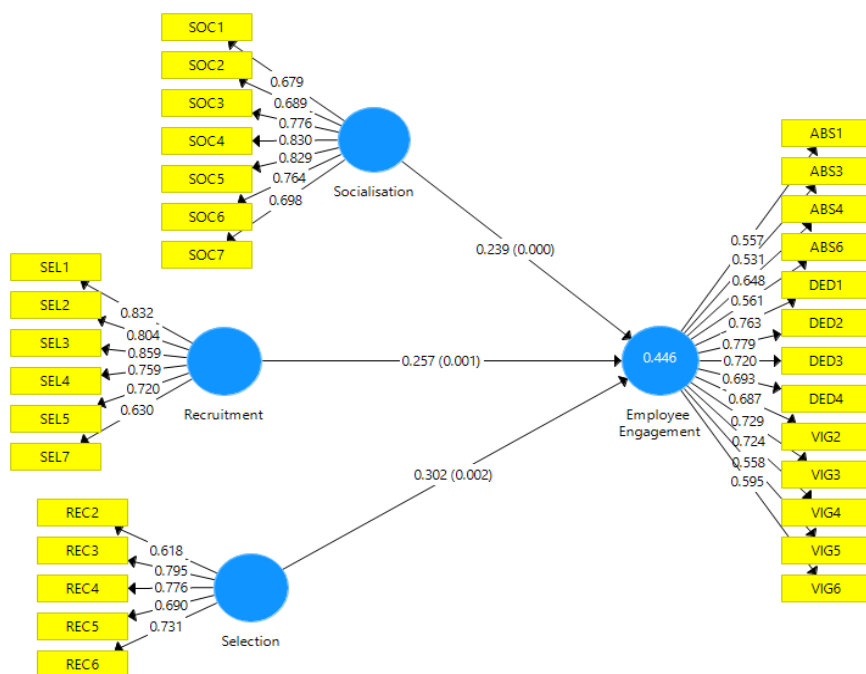 SOC1
SOC2
SOC3
SOC4
SOC5
SOC6
SOC7
0.679
0.689
0.776
0.830
0.829
0.764
0.698
Socialisation
0.239 (0.000)
SEL1
SEL2
SEL3
SEL4
SEL5
SEL7
0.832
0.804
0.859
0.759
0.720
0.630
Recruitment
0.257 (0.001)
REC2
REC3
REC4
REC5
REC6
0.618
0.795
0.776
0.690
0.731
Selection
0.302 (0.002)
0.446
Employee
Engagement
0.557
0.531
0.648
0.561
0.763
0.779
0.720
0.693
0.687
0.729
0.724
0.558
0.595
ABS1
ABS3
ABS4
ABS6
DED1
DED2
DED3
DED4
VIG2
VIG3
VIG4
VIG5
VIG6